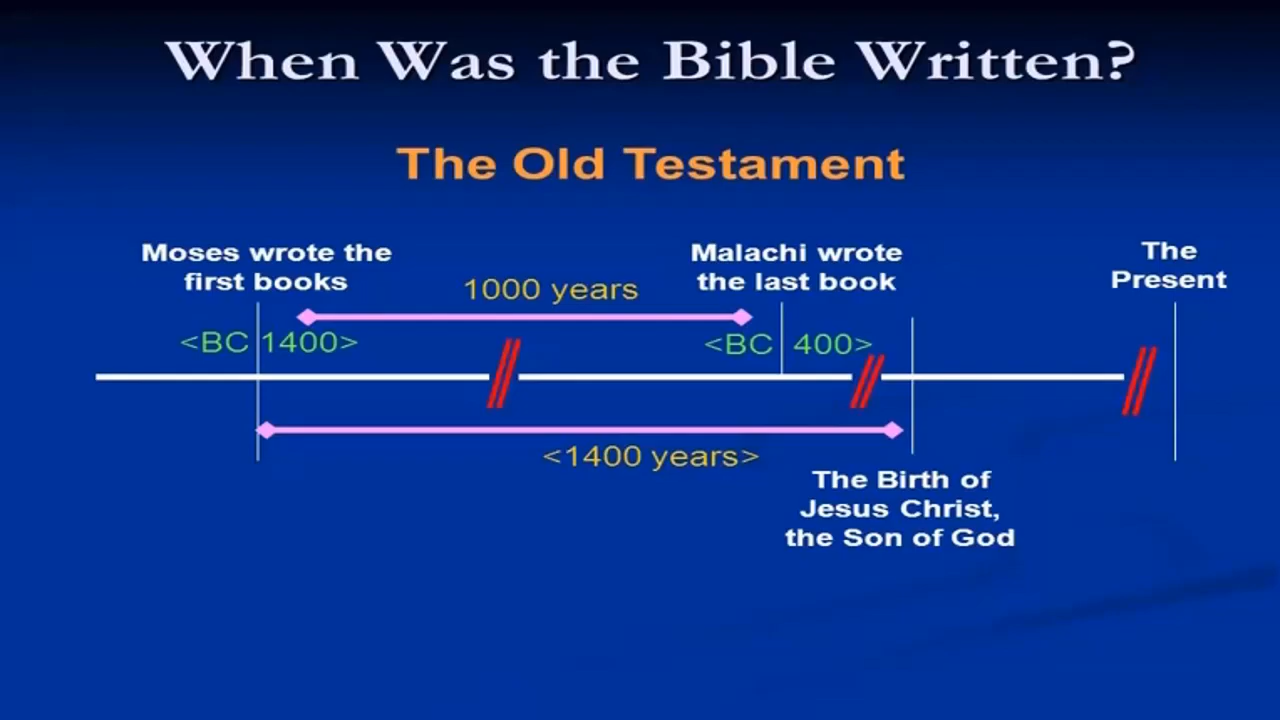 When Was the Bible Written?
The Old Testament
Moses wrote the
first books
Malachi wrote
the last book
The
Present
1000 years
<BC 1400>
<BC 400>
<1400 years>
The Birth of
Jesus Christ,
the Son of God